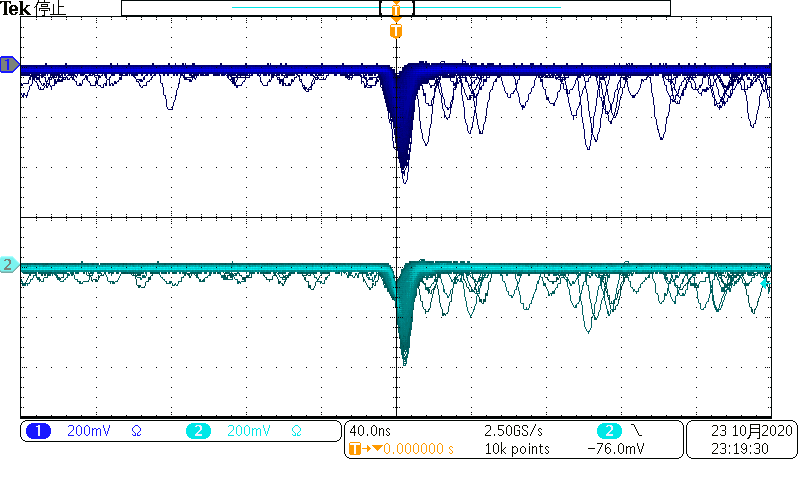 Tek 停止
T
T
1
2
1 200mV Ω 2 200mV Ω
40.0ns 2.50GS/s 2 \
T→▼0.000000 s 10k points -76.0mV
23 10月2020
23:19:30